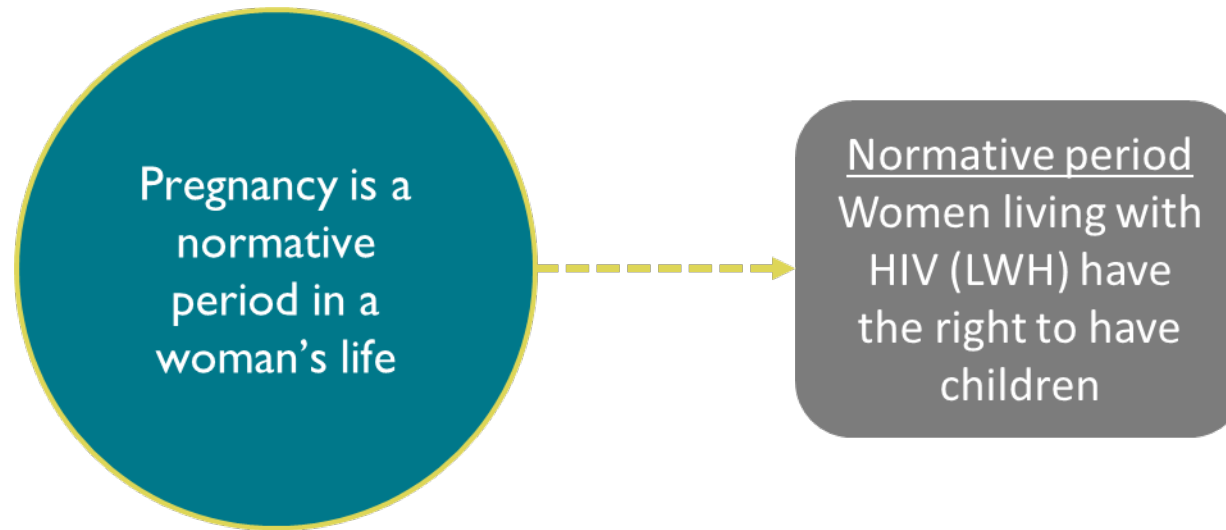 Pregnancy is a
normative
period in a
woman’s life
Normative period
Women living with
HIV (LWH) have
the right to have
children